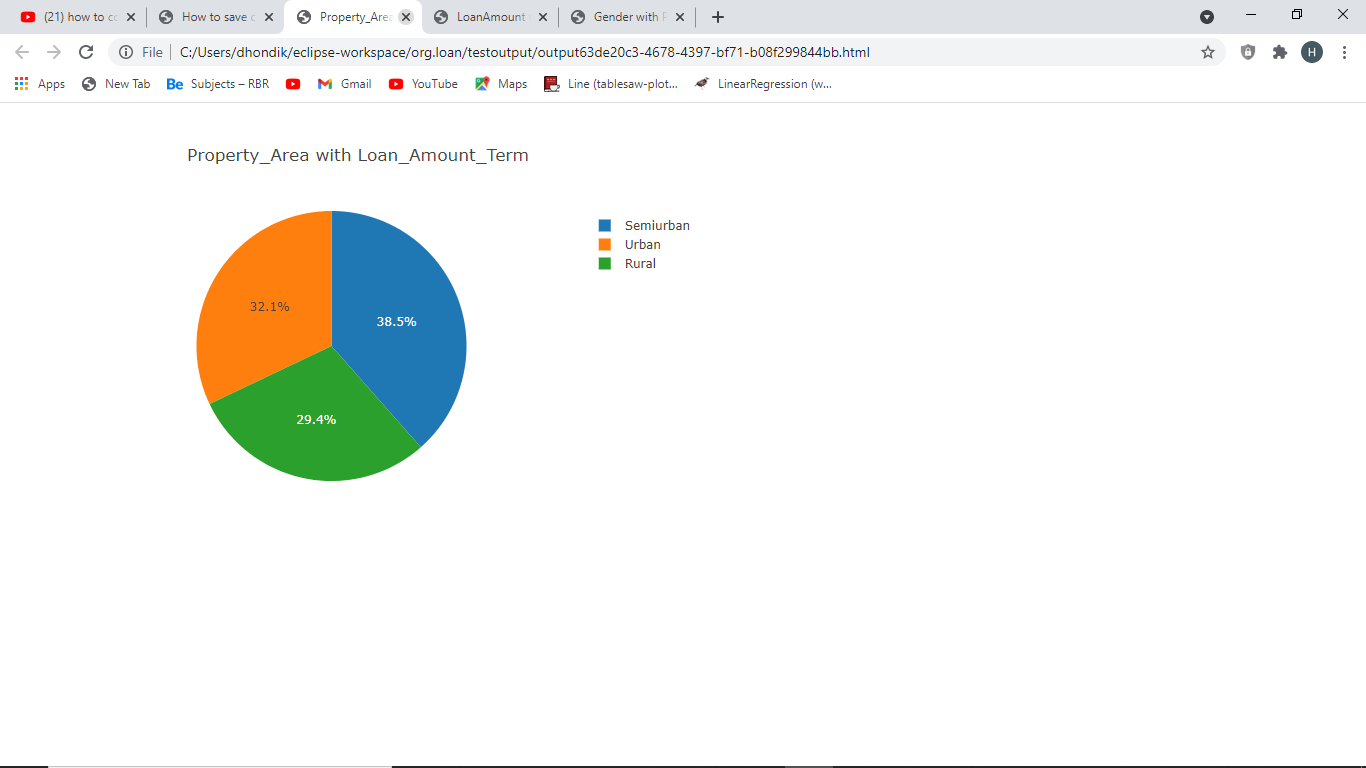 (21) how to co
How to save c
Property_Area
LoanAmount
Gender with P
File
C:/Users/dhondik/eclipse-workspace/org.loan/testoutput/output63de20c3-4678-4397-bf71-b08f299844bb.html
H
Apps
New Tab
Be Subjects – RBR
Gmail
YouTube
Maps
Line (tablesaw-plot...
LinearRegression (w...
Property_Area with Loan_Amount_Term
Semiurban
Urban
Rural
32.1%
38.5%
29.4%